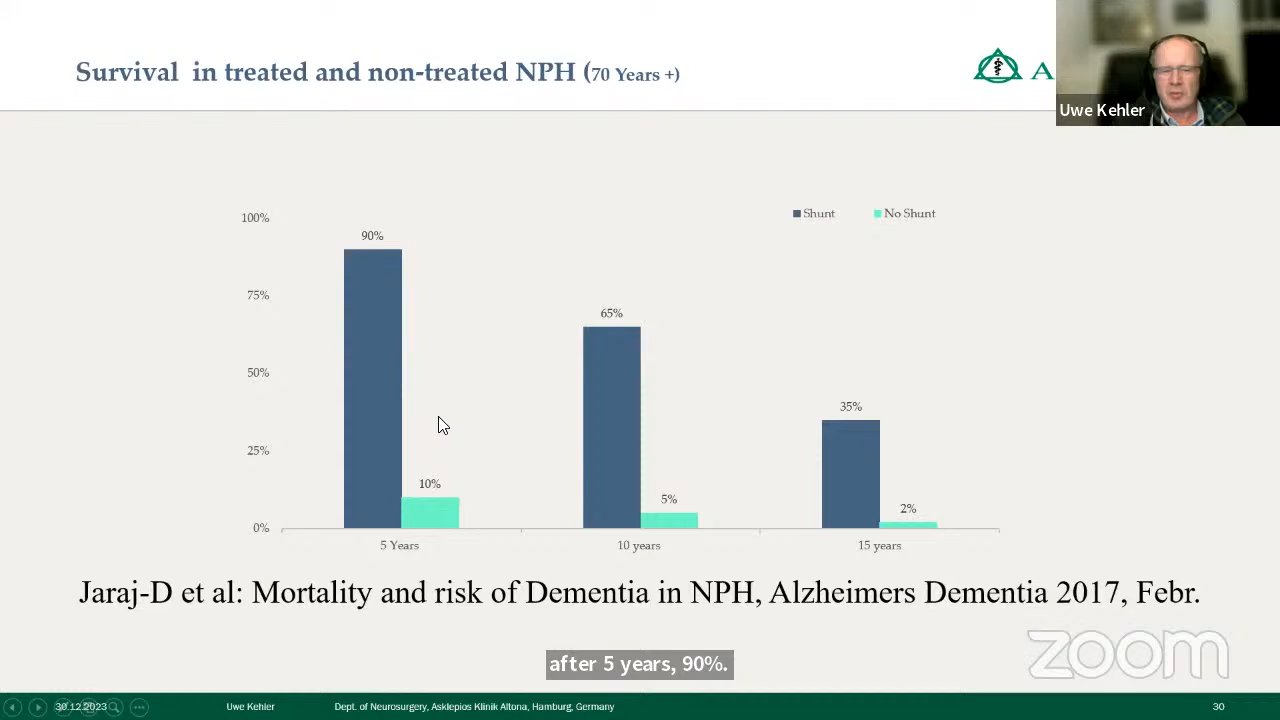 Survival in treated and non-treated NPH (70 Years +)
A
Uwe Kehler
Shunt
No Shunt
100%
75%
50%
25%
0%
90%
10%
65%
5%
35%
2%
5 Years
10 years
15 years
Jaraj-D et al: Mortality and risk of Dementia in NPH, Alzheimers Dementia 2017, Febr.
after 5 years, 90%.
zoom
30.12.2023
Uwe Kehler
Dept. of Neurosurgery, Asklepios Klinik Altona, Hamburg, Germany
30